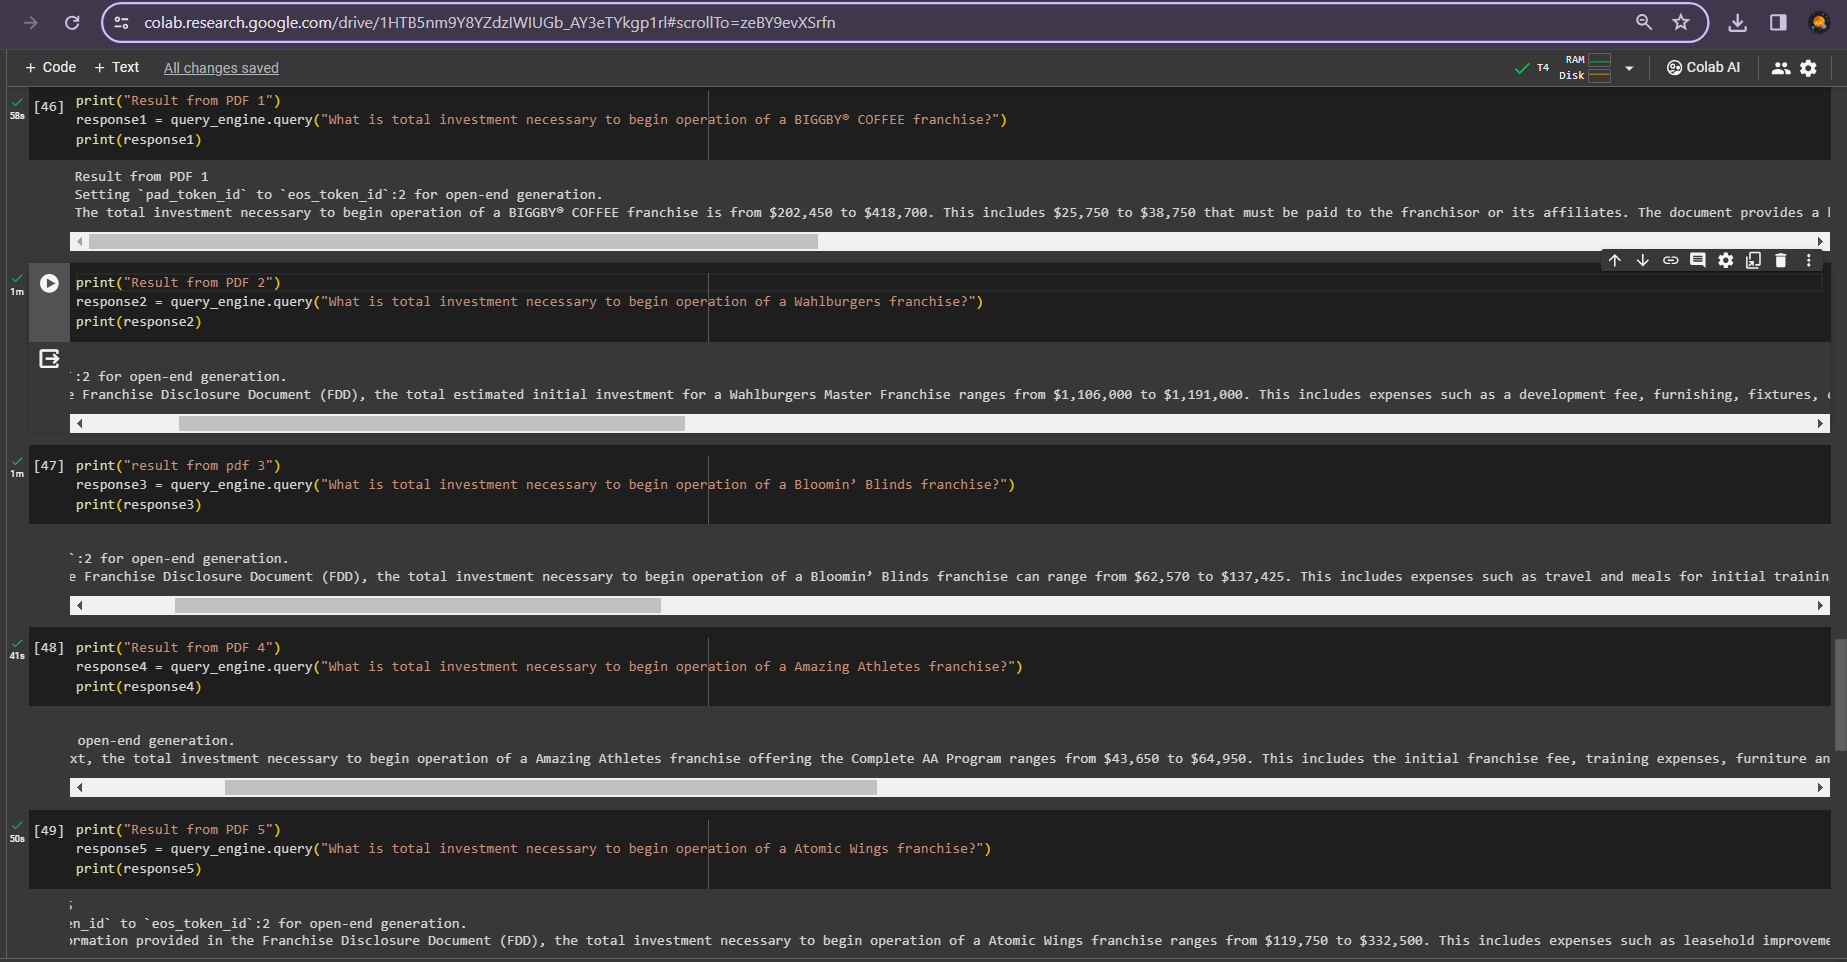 colab.research.google.com/drive/1HTB5nm9Y8YZdzIWIUGb_AY3eTYkgp1rl#scrollTo=zeBY9evXSrfn
+ Code + Text All changes saved
T4 RAM Disk Colab AI
58s
[46] print("Result from PDF 1")
response1 = query_engine.query("What is total investment necessary to begin operation of a BIGGBY® COFFEE franchise?")
print(response1)
Result from PDF 1
Setting `pad_token_id` to `eos_token_id`:2 for open-end generation.
The total investment necessary to begin operation of a BIGGBY® COFFEE franchise is from $202,450 to $418,700. This includes $25,750 to $38,750 that must be paid to the franchisor or its affiliates. The document provides a
1m
print("Result from PDF 2")
response2 = query_engine.query("What is total investment necessary to begin operation of a Wahlburgers franchise?")
print(response2)
`:2 for open-end generation.
e Franchise Disclosure Document (FDD), the total estimated initial investment for a Wahlburgers Master Franchise ranges from $1,106,000 to $1,191,000. This includes expenses such as a development fee, furnishing, fixtures,
1m
[47] print("result from pdf 3")
response3 = query_engine.query("What is total investment necessary to begin operation of a Bloomin’ Blinds franchise?")
print(response3)
`:2 for open-end generation.
e Franchise Disclosure Document (FDD), the total investment necessary to begin operation of a Bloomin’ Blinds franchise can range from $62,570 to $137,425. This includes expenses such as travel and meals for initial trainin
41s
[48] print("Result from PDF 4")
response4 = query_engine.query("What is total investment necessary to begin operation of a Amazing Athletes franchise?")
print(response4)
open-end generation.
xt, the total investment necessary to begin operation of a Amazing Athletes franchise offering the Complete AA Program ranges from $43,650 to $64,950. This includes the initial franchise fee, training expenses, furniture an
50s
[49] print("Result from PDF 5")
response5 = query_engine.query("What is total investment necessary to begin operation of a Atomic Wings franchise?")
print(response5)
en_id` to `eos_token_id`:2 for open-end generation.
ormation provided in the Franchise Disclosure Document (FDD), the total investment necessary to begin operation of a Atomic Wings franchise ranges from $119,750 to $332,500. This includes expenses such as leasehold improveme